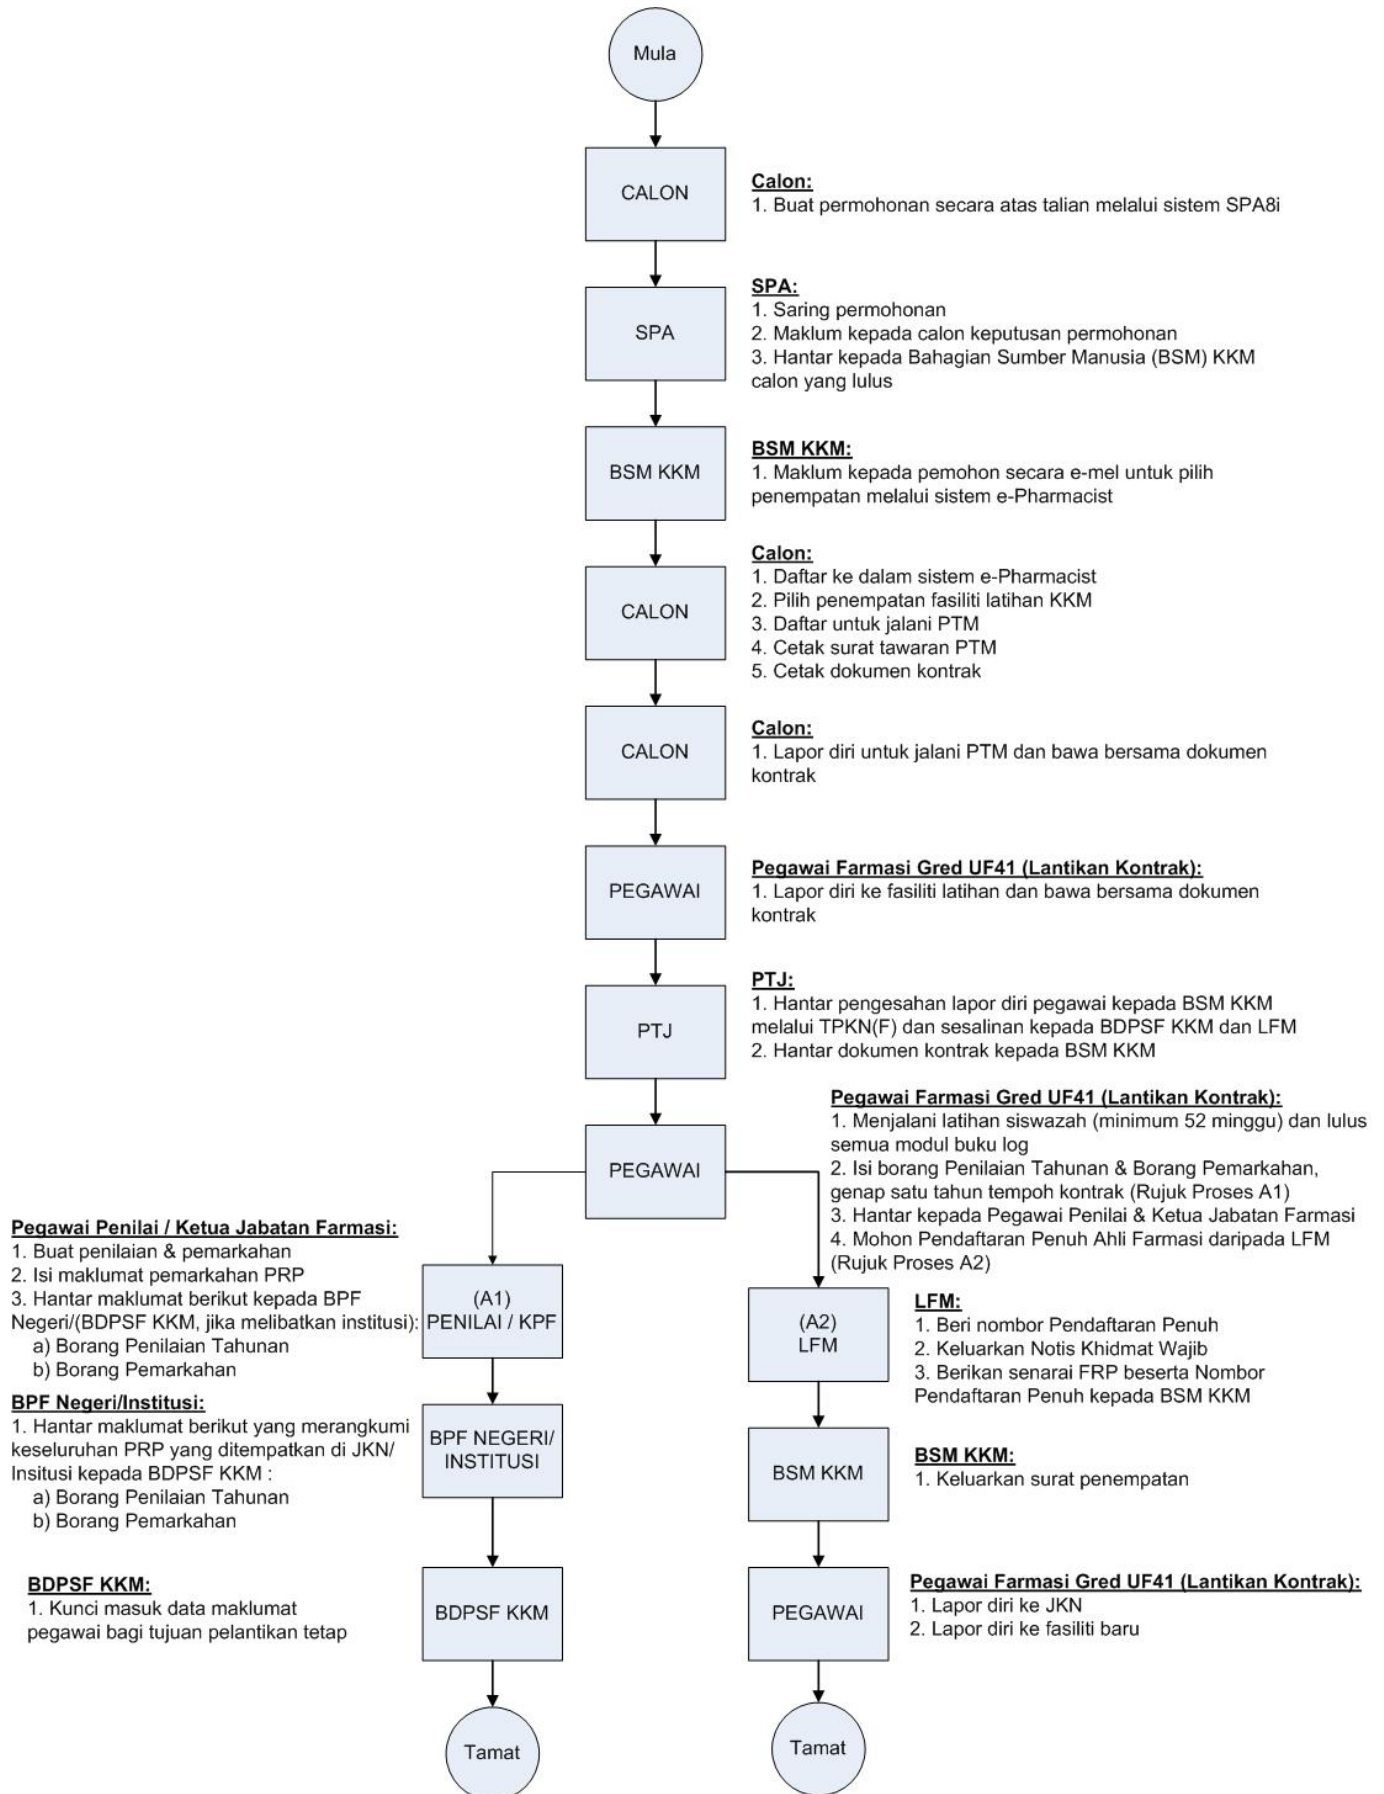 Mula
CALON
Calon:
1. Buat permohonan secara atas talian melalui sistem SPA8i
SPA
SPA:
1. Saring permohonan
2. Maklum kepada calon keputusan permohonan
3. Hantar kepada Bahagian Sumber Manusia (BSM) KKM
calon yang lulus
BSM KKM
BSM KKM:
1. Maklum kepada pemohon secara e-mel untuk pilih
penempatan melalui sistem e-Pharmacist
CALON
Calon:
1. Daftar ke dalam sistem e-Pharmacist
2. Pilih penempatan fasiliti latihan KKM
3. Daftar untuk jalani PTM
4. Cetak surat tawaran PTM
5. Cetak dokumen kontrak
CALON
Calon:
1. Lapor diri untuk jalani PTM dan bawa bersama dokumen
kontrak
PEGAWAI
Pegawai Farmasi Gred UF41 (Lantikan Kontrak):
1. Lapor diri ke fasiliti latihan dan bawa bersama dokumen
kontrak
PTJ
PTJ:
1. Hantar pengesahan lapor diri pegawai kepada BSM KKM
melalui TPKN(F) dan sesalinan kepada BDPSF KKM dan LFM
2. Hantar dokumen kontrak kepada BSM KKM
PEGAWAI
Pegawai Farmasi Gred UF41 (Lantikan Kontrak):
1. Menjalani latihan siswazah (minimum 52 minggu) dan lulus
semua modul buku log
2. Isi borang Penilaian Tahunan & Borang Pemarkahan,
genap satu tahun tempoh kontrak (Rujuk Proses A1)
3. Hantar kepada Pegawai Penilai & Ketua Jabatan Farmasi
4. Mohon Pendaftaran Penuh Ahli Farmasi daripada LFM
(Rujuk Proses A2)
Pegawai Penilai / Ketua Jabatan Farmasi:
1. Buat penilaian & pemarkahan
2. Isi maklumat pemarkahan PRP
3. Hantar maklumat berikut kepada BPF
Negeri/(BDPSF KKM, jika melibatkan institusi):
a) Borang Penilaian Tahunan
b) Borang Pemarkahan
(A1)
PENILAI / KPF
BPF Negeri/Institusi:
1. Hantar maklumat berikut yang merangkumi
keseluruhan PRP yang ditempatkan di JKN/
Insitusi kepada BDPSF KKM :
a) Borang Penilaian Tahunan
b) Borang Pemarkahan
BPF NEGERI/
INSTITUSI
BDPSF KKM:
1. Kunci masuk data maklumat
pegawai bagi tujuan pelantikan tetap
BDPSF KKM
Tamat
(A2)
LFM
LFM:
1. Beri nombor Pendaftaran Penuh
2. Keluarkan Notis Khidmat Wajib
3. Berikan senarai FRP beserta Nombor
Pendaftaran Penuh kepada BSM KKM
BSM KKM
BSM KKM:
1. Keluarkan surat penempatan
PEGAWAI
Pegawai Farmasi Gred UF41 (Lantikan Kontrak):
1. Lapor diri ke JKN
2. Lapor diri ke fasiliti baru
Tamat